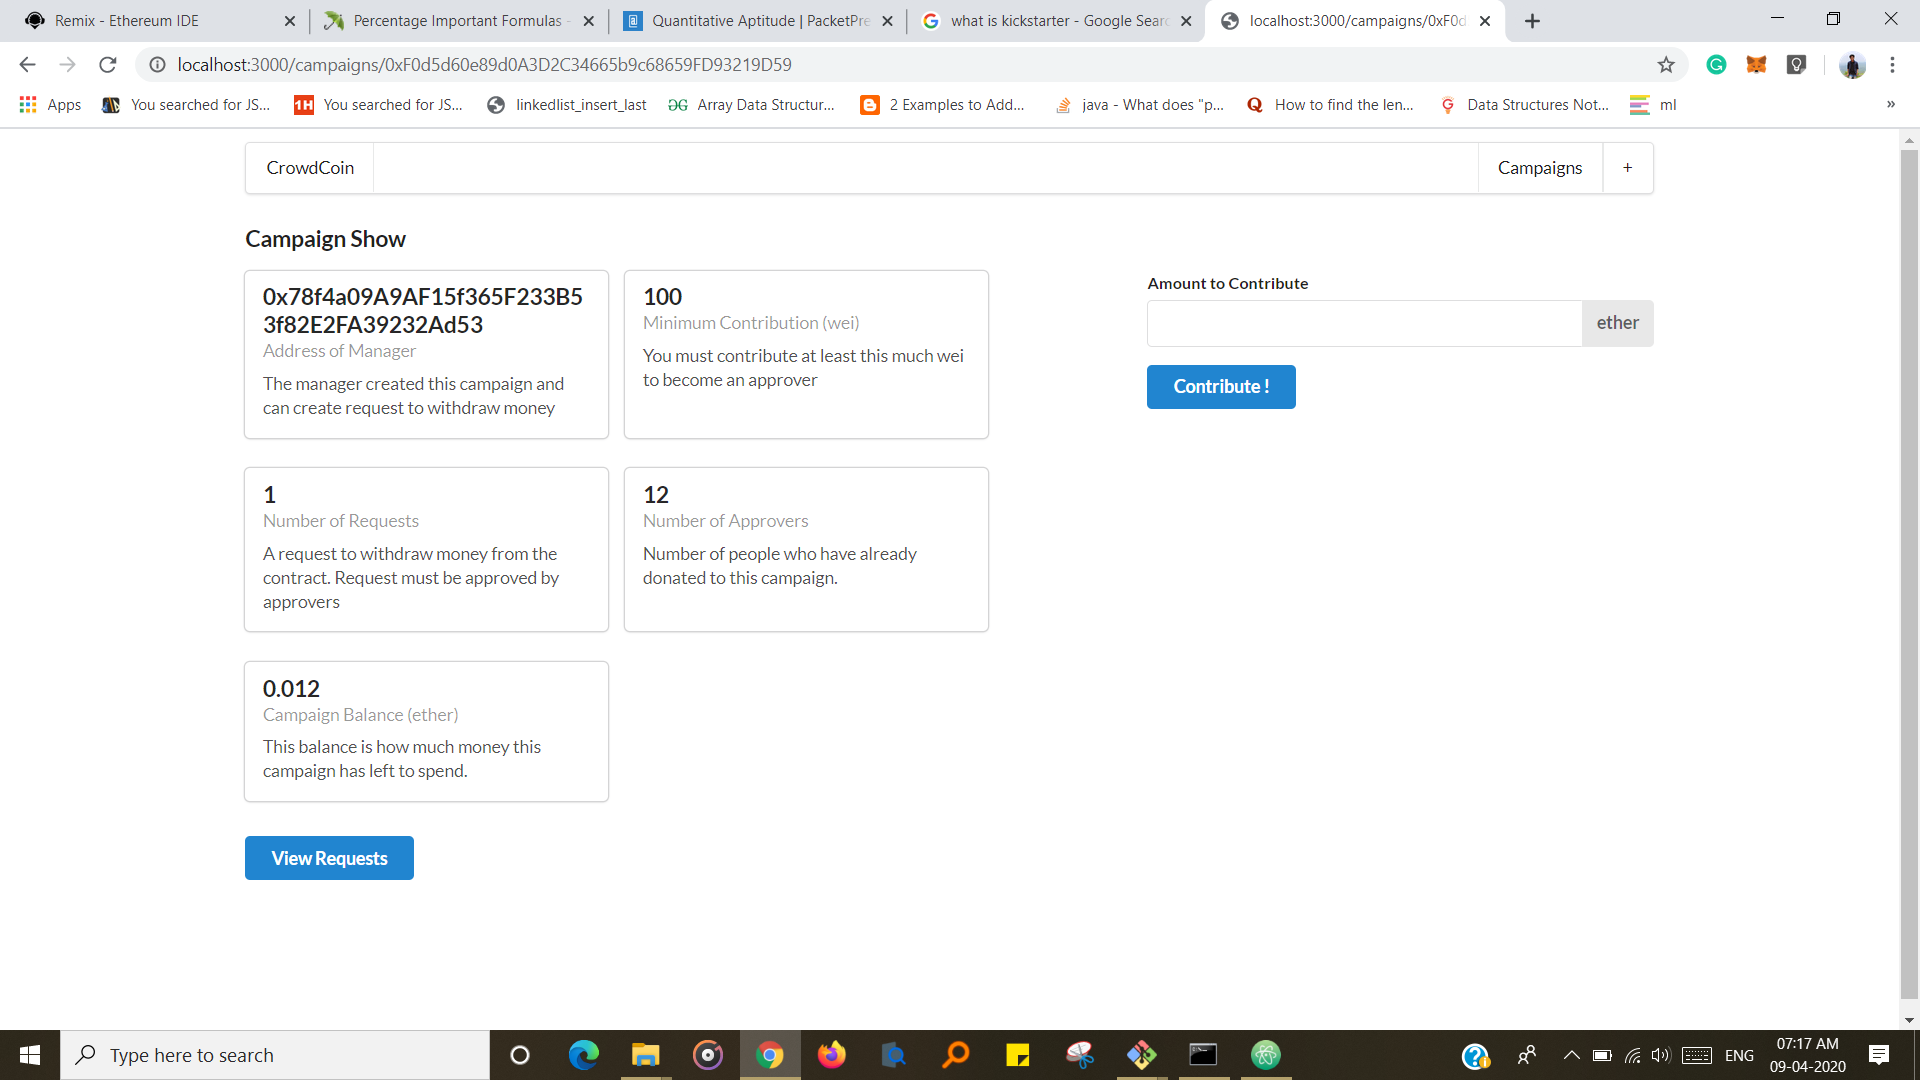 Remix - Ethereum IDE
Percentage Important Formulas -
Quantitative Aptitude | PacketPre
what is kickstarter - Google Searc
localhost:3000/campaigns/0xF0d
localhost:3000/campaigns/0xF0d5d60e89d0A3D2C34665b9c68659FD93219D59
Apps
You searched for JS...
1H
You searched for JS...
linkedlist_insert_last
Array Data Structur...
2 Examples to Add...
java - What does "p...
How to find the len...
Data Structures Not...
ml
»
CrowdCoin
Campaigns
+
Campaign Show
0x78f4a09A9AF15f365F233B5
3f82E2FA39232Ad53
Address of Manager
The manager created this campaign and
can create request to withdraw money
100
Minimum Contribution (wei)
You must contribute at least this much wei
to become an approver
Amount to Contribute
ether
Contribute !
1
Number of Requests
A request to withdraw money from the
contract. Request must be approved by
approvers
12
Number of Approvers
Number of people who have already
donated to this campaign.
0.012
Campaign Balance (ether)
This balance is how much money this
campaign has left to spend.
View Requests
Type here to search
ENG
07:17 AM
09-04-2020